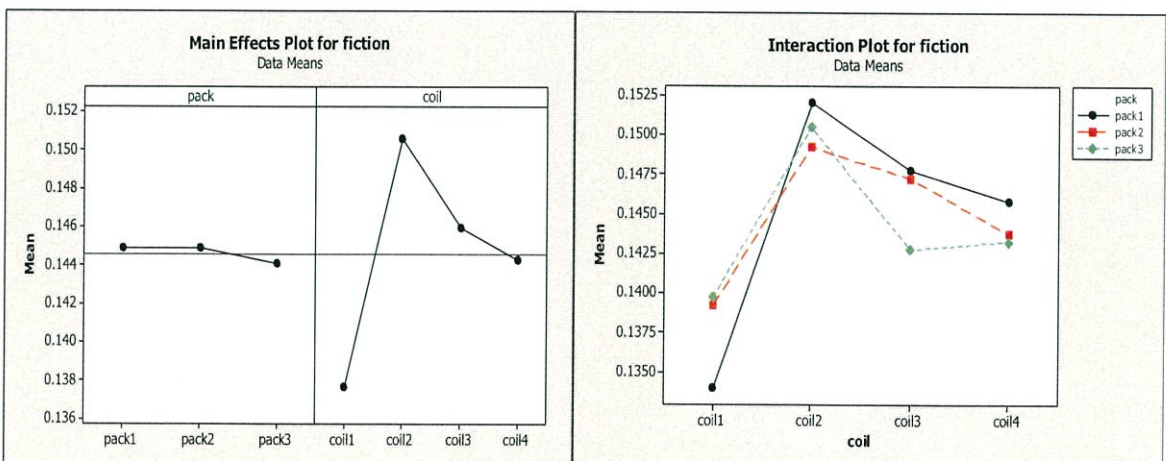 Main Effects Plot for fiction
Data Means
pack
coil
0.152
0.150
0.148
0.146
0.144
0.142
0.140
0.138
0.136
Mean
pack1 pack2 pack3 coil1 coil2 coil3 coil4
Interaction Plot for fiction
Data Means
0.1525
0.1500
0.1475
0.1450
0.1425
0.1400
0.1375
0.1350
Mean
coil1 coil2 coil3 coil4
coil
pack
pack1
pack2
pack3